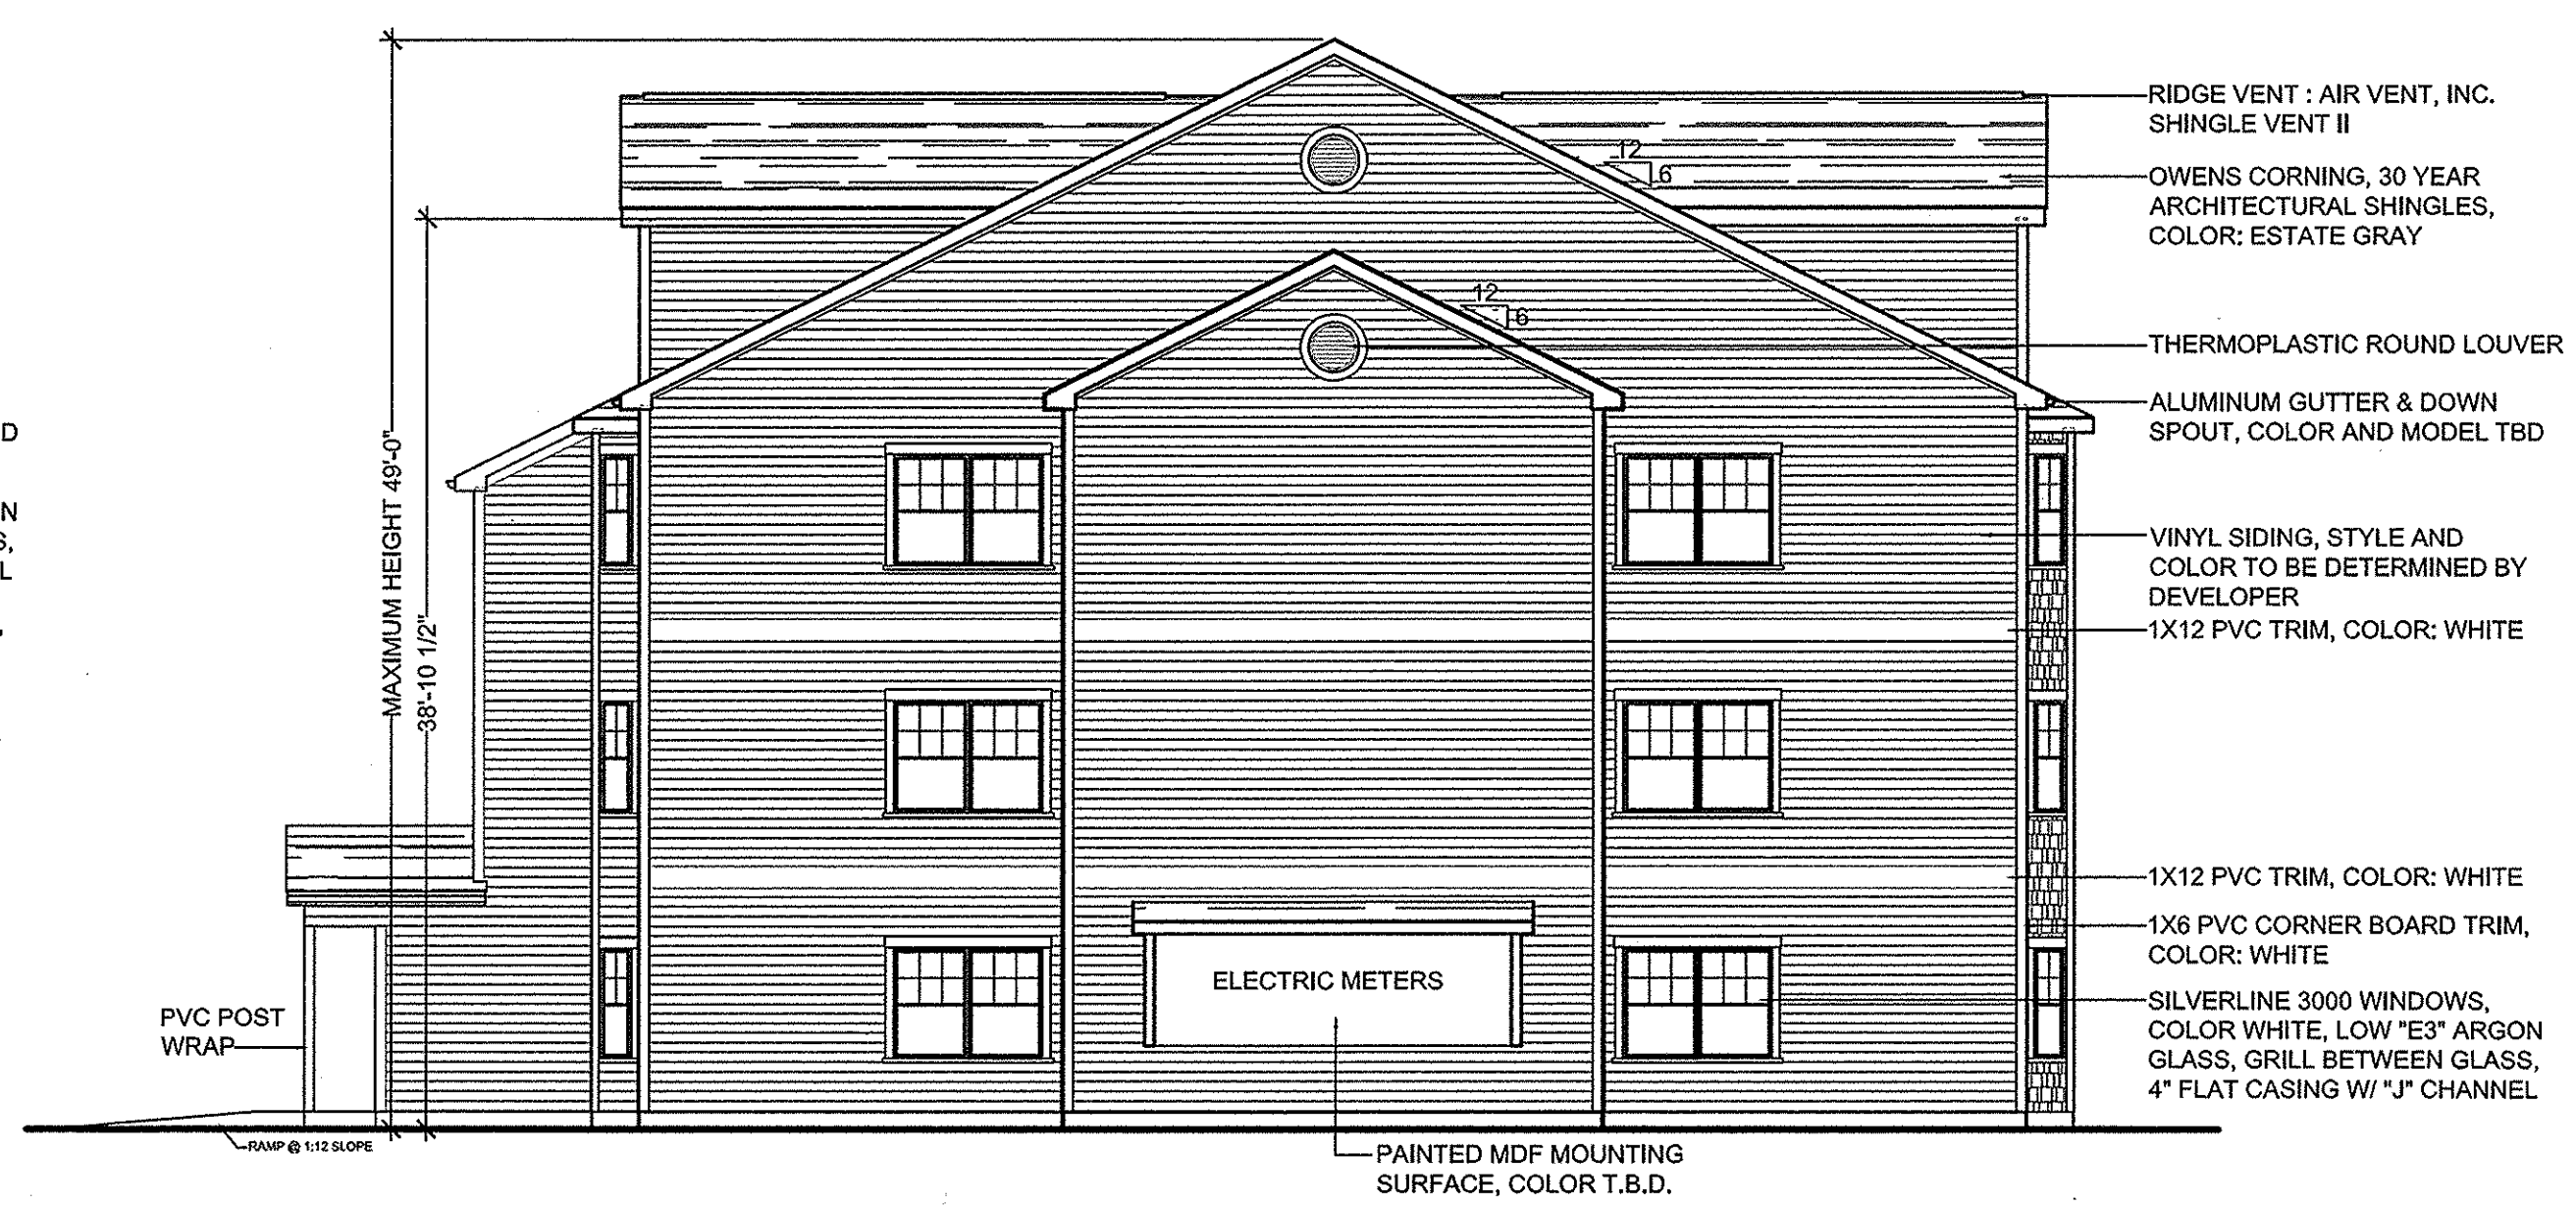 RIDGE VENT : AIR VENT, INC.
SHINGLE VENT II
12
6
OWENS CORNING, 30 YEAR
ARCHITECTURAL SHINGLES,
COLOR: ESTATE GRAY
12
6
THERMOPLASTIC ROUND LOUVER
ALUMINUM GUTTER & DOWN
SPOUT, COLOR AND MODEL TBD
D
N
S,
L
MAXIMUM HEIGHT 49'-0"
38'-10 1/2"
VINYL SIDING, STYLE AND
COLOR TO BE DETERMINED BY
DEVELOPER
1X12 PVC TRIM, COLOR: WHITE
1X12 PVC TRIM, COLOR: WHITE
1X6 PVC CORNER BOARD TRIM,
COLOR: WHITE
ELECTRIC METERS
SILVERLINE 3000 WINDOWS,
COLOR WHITE, LOW "E3" ARGON
GLASS, GRILL BETWEEN GLASS,
4" FLAT CASING W/ "J" CHANNEL
PVC POST
WRAP
RAMP @ 1:12 SLOPE
PAINTED MDF MOUNTING
SURFACE, COLOR T.B.D.